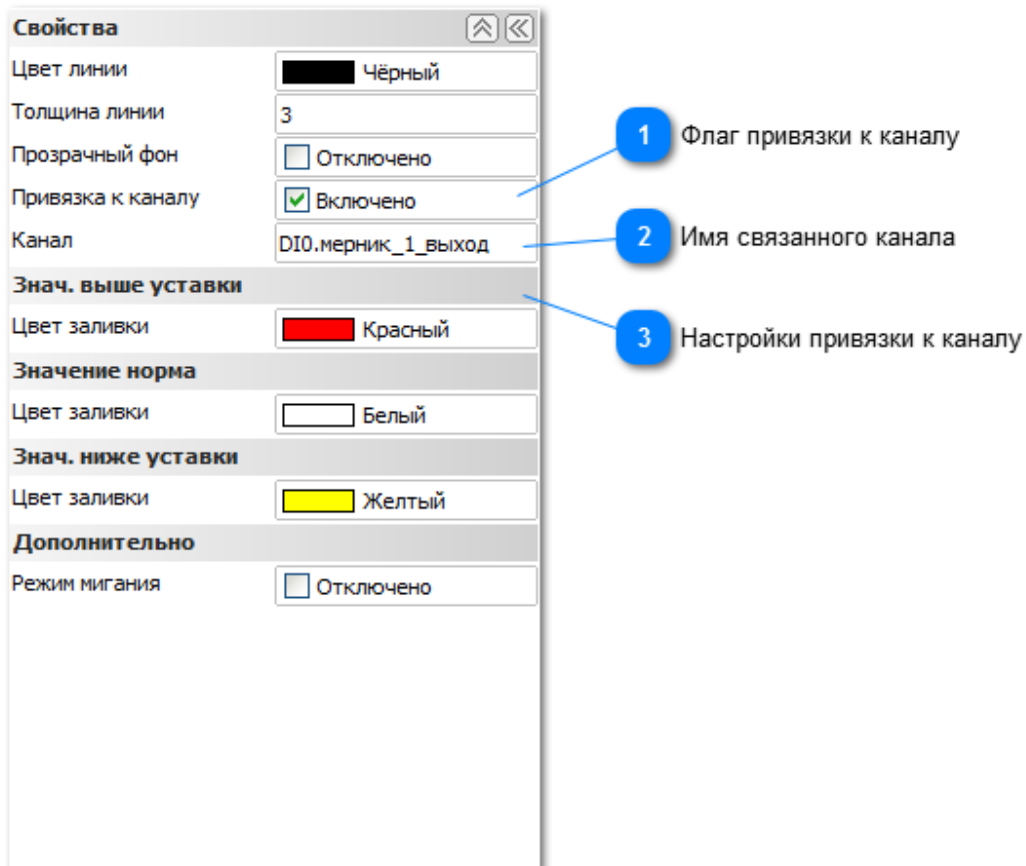 Свойства
Цвет линии Чёрный
Толщина линии 3
Прозрачный фон Отключено
Привязка к каналу Включено
Канал DI0.мерник_1_выход
Знач. выше уставки
Цвет заливки Красный
Значение норма
Цвет заливки Белый
Знач. ниже уставки
Цвет заливки Желтый
Дополнительно
Режим мигания Отключено
1 Флаг привязки к каналу
2 Имя связанного канала
3 Настройки привязки к каналу